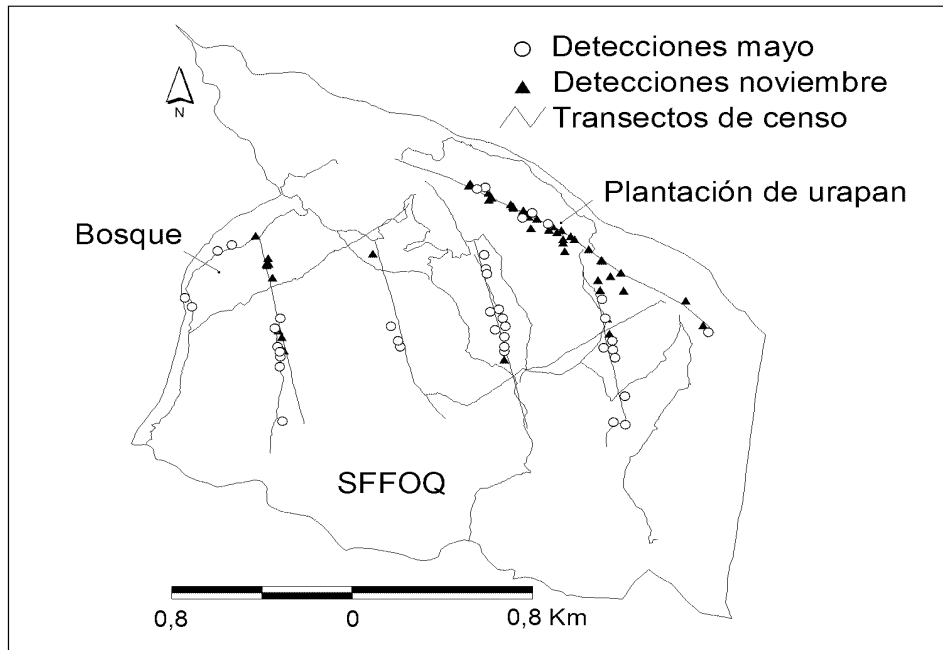 Detecciones mayo
Detecciones noviembre
Transectos de censo
N
Plantación de urapan
Bosque
SFFOQ
0,8 0 0,8 Km